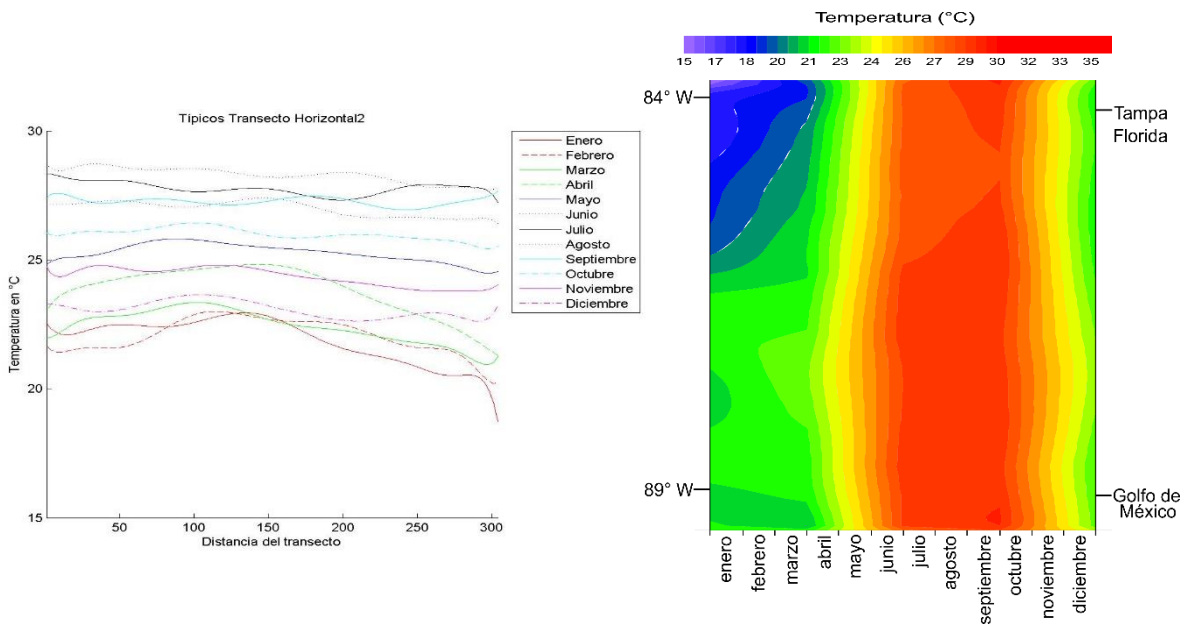 Típicos Transecto Horizontal2
30
25
20
15
Temperatura en °C
50
100
150
200
250
300
Distancia del transecto
Enero
Febrero
Marzo
Abril
Mayo
Junio
Julio
Agosto
Septiembre
Octubre
Noviembre
Diciembre
Temperatura (°C)
15 17 18 20 21 23 24 26 27 29 30 32 33 35
84° W
89° W
Tampa
Florida
Golfo de
México
enero
febrero
marzo
abril
mayo
junio
julio
agosto
septiembre
octubre
noviembre
diciembre